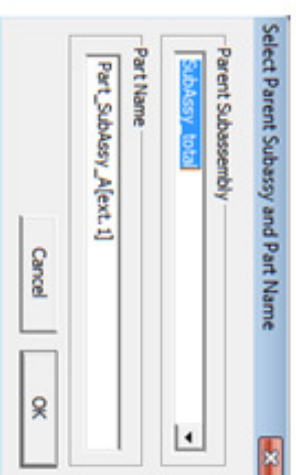 Select Parent Subassy and Part Name
Parent Subassembly
SubAssy_total
Part Name
Part_SubAssy_A[ext. 1]
Cancel
OK